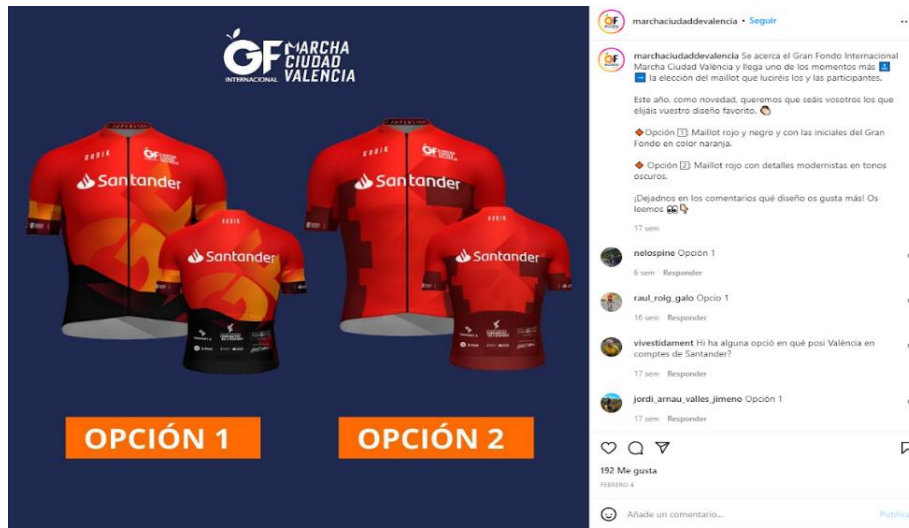 GF MARCHA
CIUDAD
INTERNACIONAL VALENCIA
GOBIK
Santander
GOBIK
Santander
GOBIK
Santander
GOBIK
Santander
OPCIÓN 1
OPCIÓN 2
marchaciudaddevalencia • Seguir
marchaciudaddevalencia Se acerca el Gran Fondo Internacional
Marcha Ciudad València y llega uno de los momentos más
la elección del maillot que luciréis los y las participantes.
Este año, como novedad, queremos que seáis vosotros los que
elijáis vuestro diseño favorito.
Opción 1: Maillot rojo y negro y con las iniciales del Gran
Fondo en color naranja.
Opción 2: Maillot rojo con detalles modernistas en tonos
oscuros.
¡Dejadnos en los comentarios qué diseño os gusta más! Os
leemos
17 sem
nelospine Opción 1
6 sem Responder
raul_roig_galo Opcio 1
16 sem Responder
vivestidament Hi ha alguna opció en què posi València en
comptes de Santander?
17 sem Responder
jordi_arnau_valles_jimeno Opción 1
17 sem Responder
192 Me gusta
FEBRERO 4
Añade un comentario...
Publica